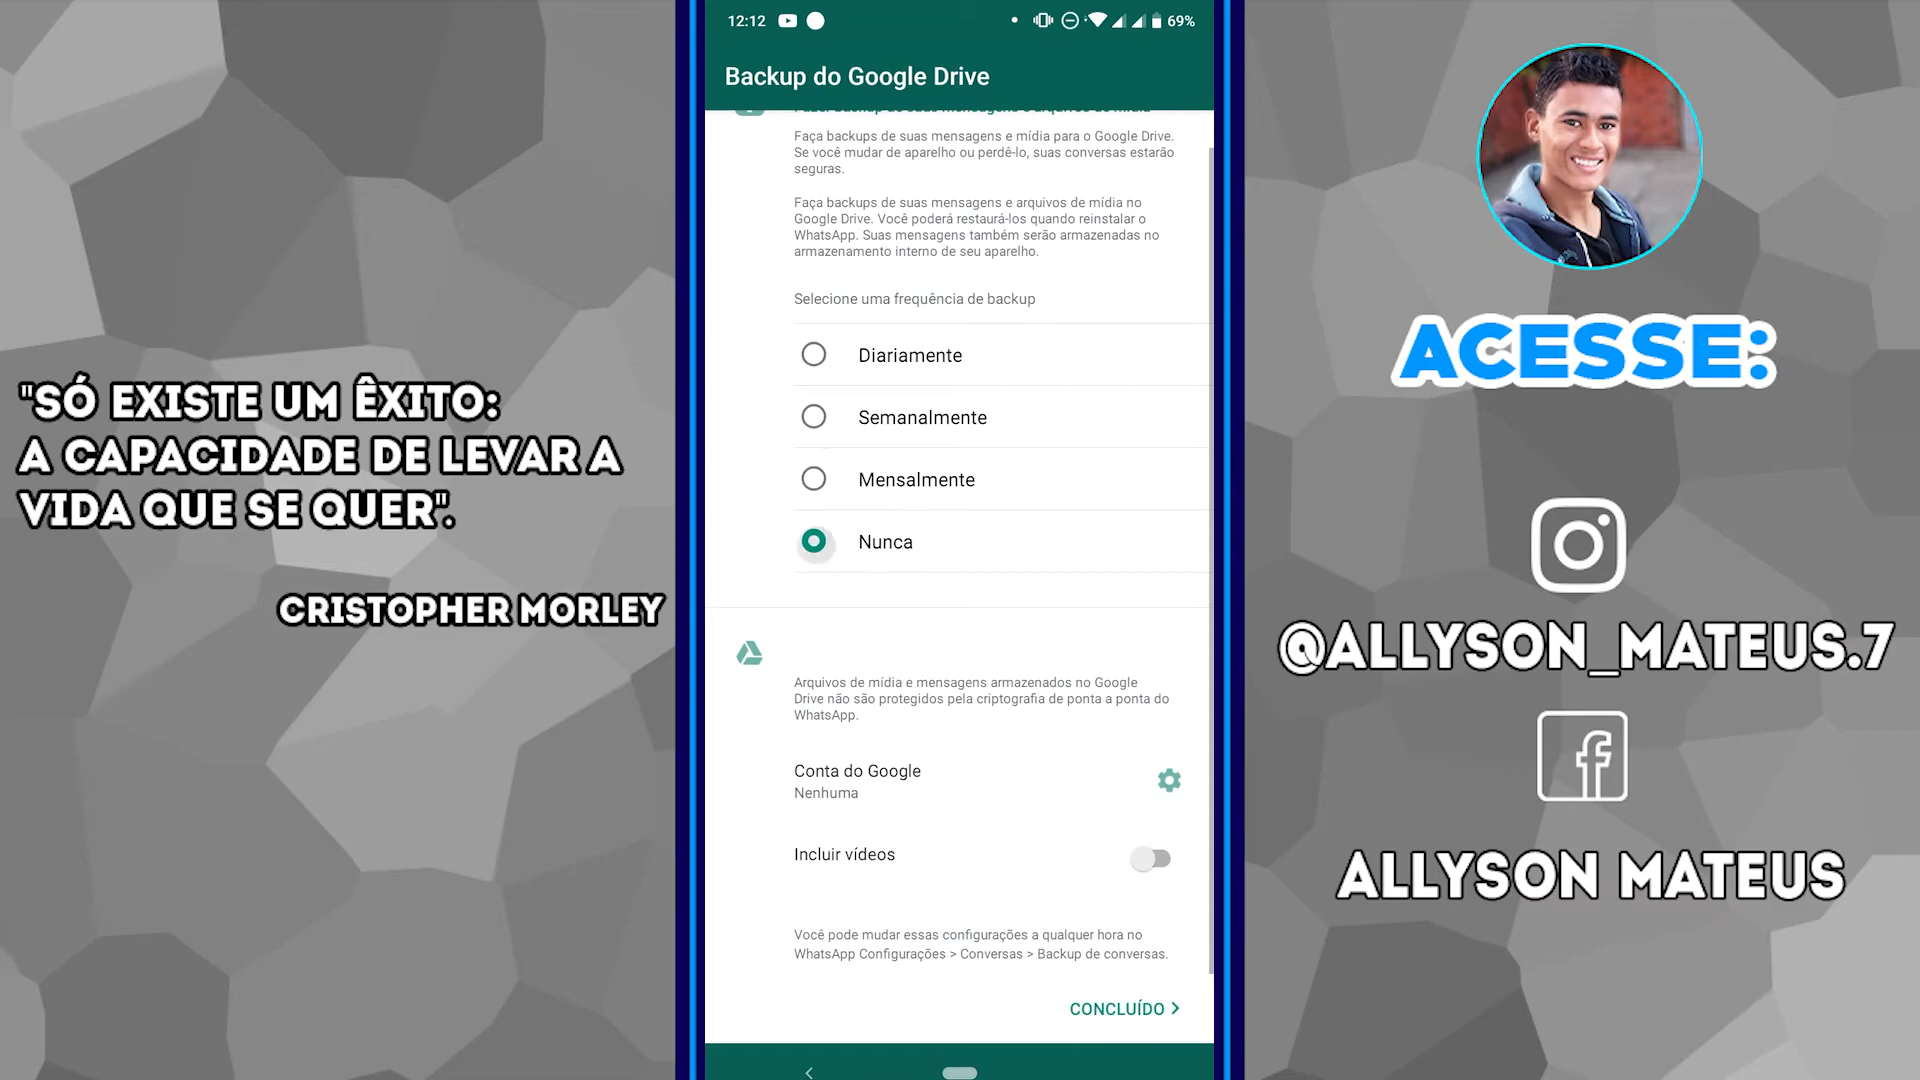 "SÓ EXISTE UM ÊXITO:
A CAPACIDADE DE LEVAR A
VIDA QUE SE QUER".
CRISTOPHER MORLEY
12:12
69%
Backup do Google Drive
Faça backups de suas mensagens e mídia para o Google Drive.
Se você mudar de aparelho ou perdê-lo, suas conversas estarão
seguras.
Faça backups de suas mensagens e arquivos de mídia no
Google Drive. Você poderá restaurá-los quando reinstalar o
WhatsApp. Suas mensagens também serão armazenadas no
armazenamento interno de seu aparelho.
Selecione uma frequência de backup
Diariamente
Semanalmente
Mensalmente
Nunca
Arquivos de mídia e mensagens armazenados no Google
Drive não são protegidos pela criptografia de ponta a ponta do
WhatsApp.
Conta do Google
Nenhuma
Incluir vídeos
Você pode mudar essas configurações a qualquer hora no
WhatsApp Configurações > Conversas > Backup de conversas.
CONCLUÍDO >
ACESSE:
@ALLYSON_MATEUS.7
ALLYSON MATEUS